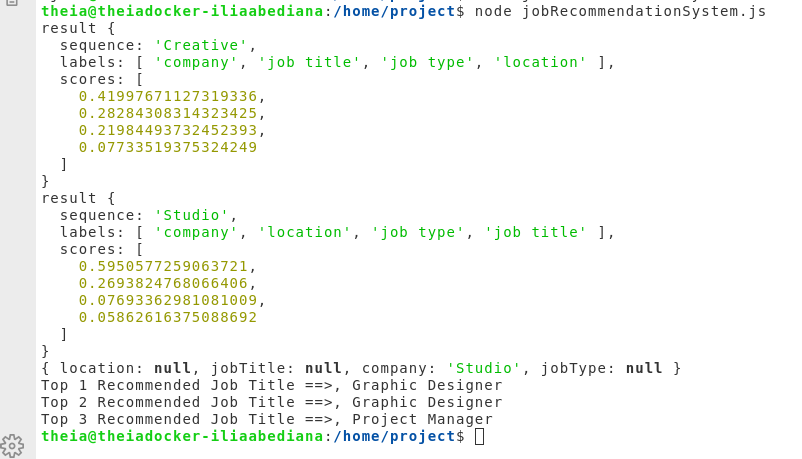 theia@theiadocker-iliaabediana:/home/project$ node jobRecommendationSystem.js
result {
  sequence: 'Creative',
  labels: [ 'company', 'job title', 'job type', 'location' ],
  scores: [
    0.41997671127319336,
    0.28284308314323425,
    0.21984493732452393,
    0.07733519375324249
  ]
}
result {
  sequence: 'Studio',
  labels: [ 'company', 'location', 'job type', 'job title' ],
  scores: [
    0.5950577259063721,
    0.2693824768066406,
    0.07693362981081009,
    0.05862616375088692
  ]
}
{ location: null, jobTitle: null, company: 'Studio', jobType: null }
Top 1 Recommended Job Title ==>, Graphic Designer
Top 2 Recommended Job Title ==>, Graphic Designer
Top 3 Recommended Job Title ==>, Project Manager
theia@theiadocker-iliaabediana:/home/project$